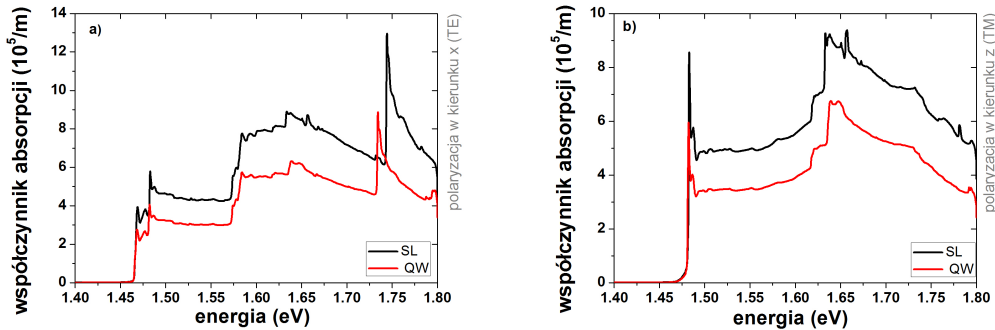 a)
współczynnik absorpcji (10⁵/m)
14
12
10
8
6
4
2
0
1.40 1.45 1.50 1.55 1.60 1.65 1.70 1.75 1.80
energia (eV)
SL
QW
polaryzacja w kierunku x (TE)
b)
współczynnik absorpcji (10⁵/m)
10
8
6
4
2
0
1.40 1.45 1.50 1.55 1.60 1.65 1.70 1.75 1.80
energia (eV)
SL
QW
polaryzacja w kierunku z (TM)